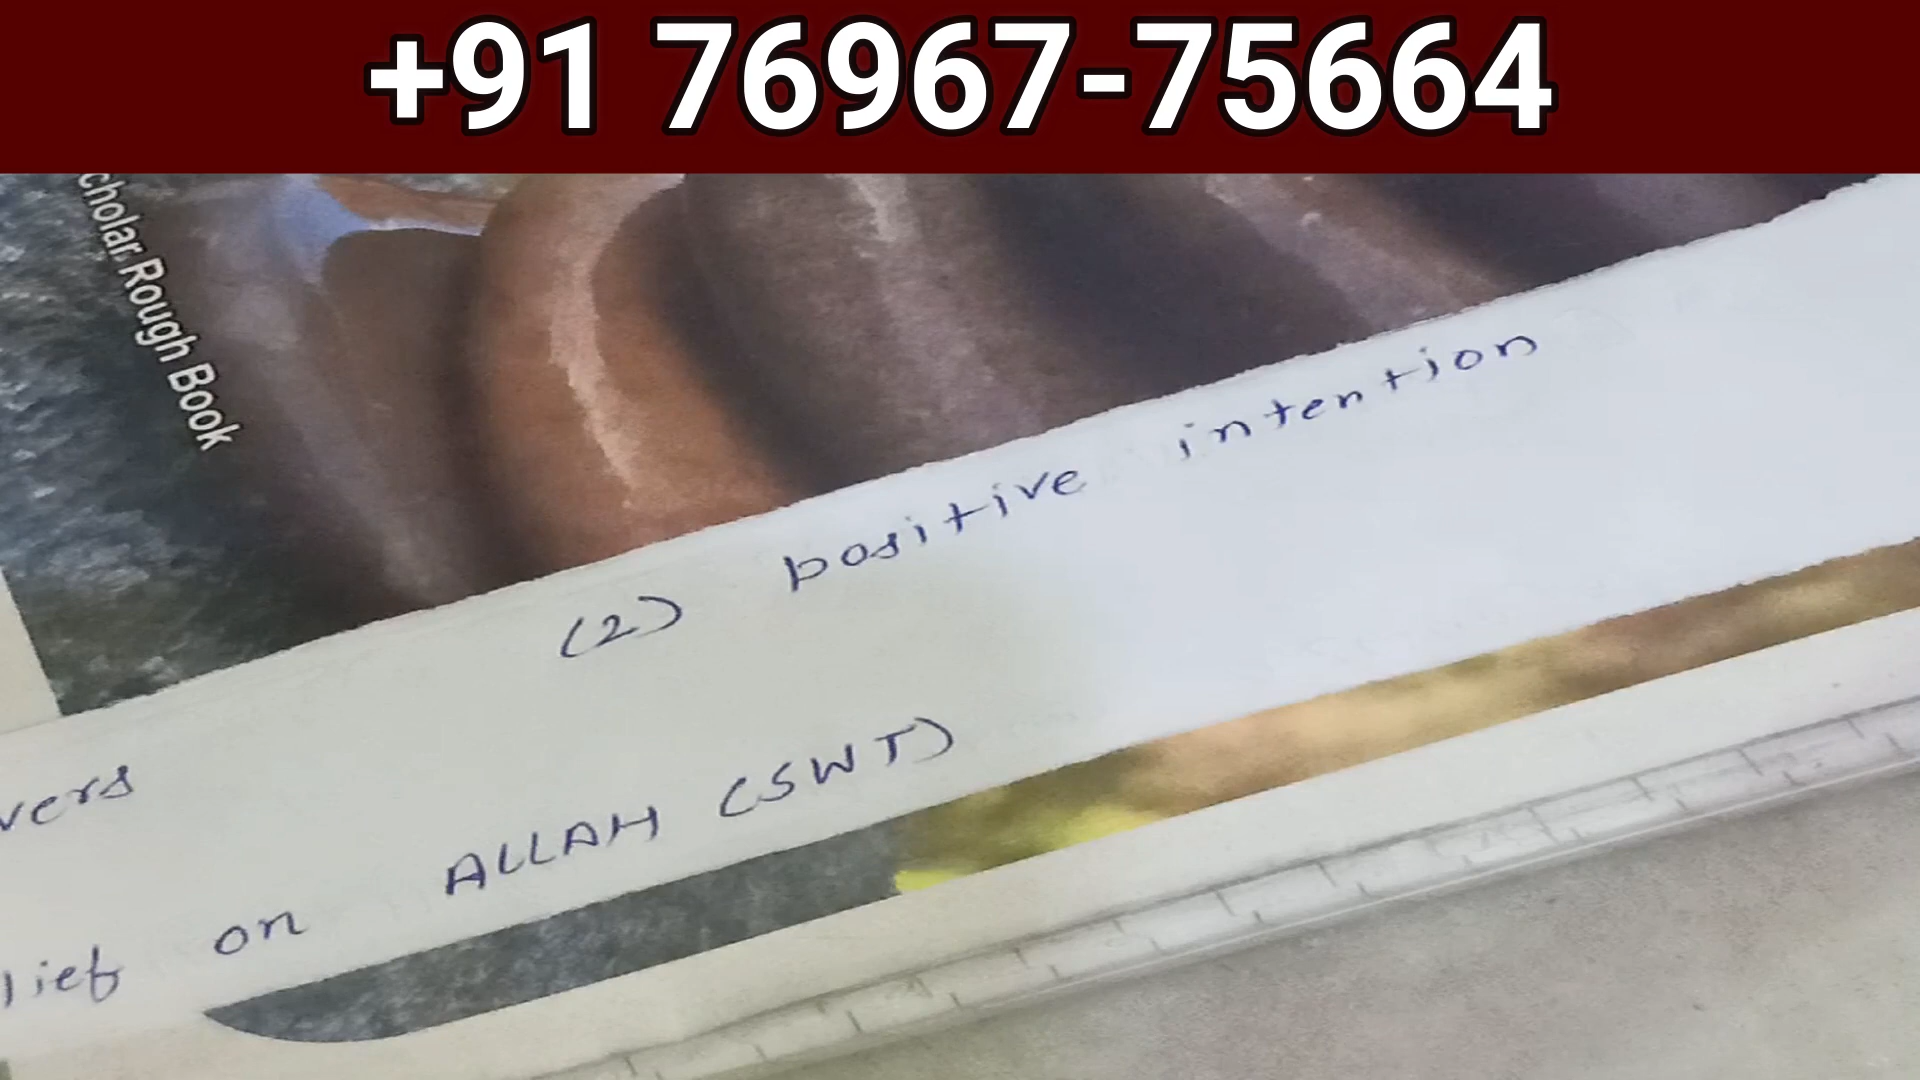 +91 76967-75664
cholar Rough Book
(2) positive intention
vers
lief on ALLAH (SWT)